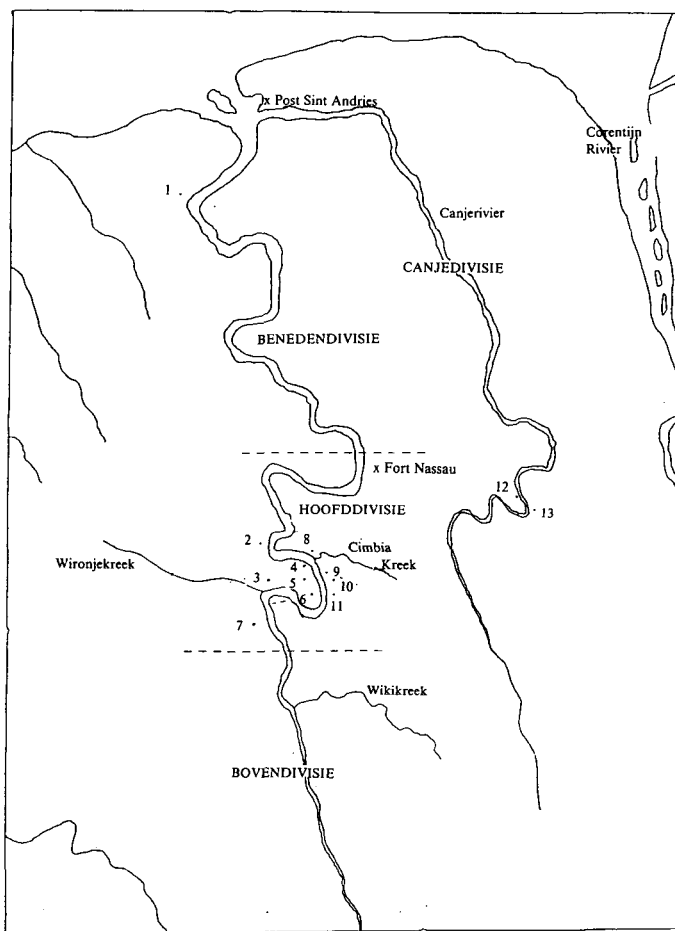 x Post Sint Andries
Corentijn
Rivier
1
Canjerivier
CANJEDIVISIE
BENEDENDIVISIE
x Fort Nassau
12
13
HOOFDDIVISIE
2
8
Cimbia
Kreek
Wironjekreek
4
9
3
5
10
6
11
7
Wikikreek
BOVENDIVISIE